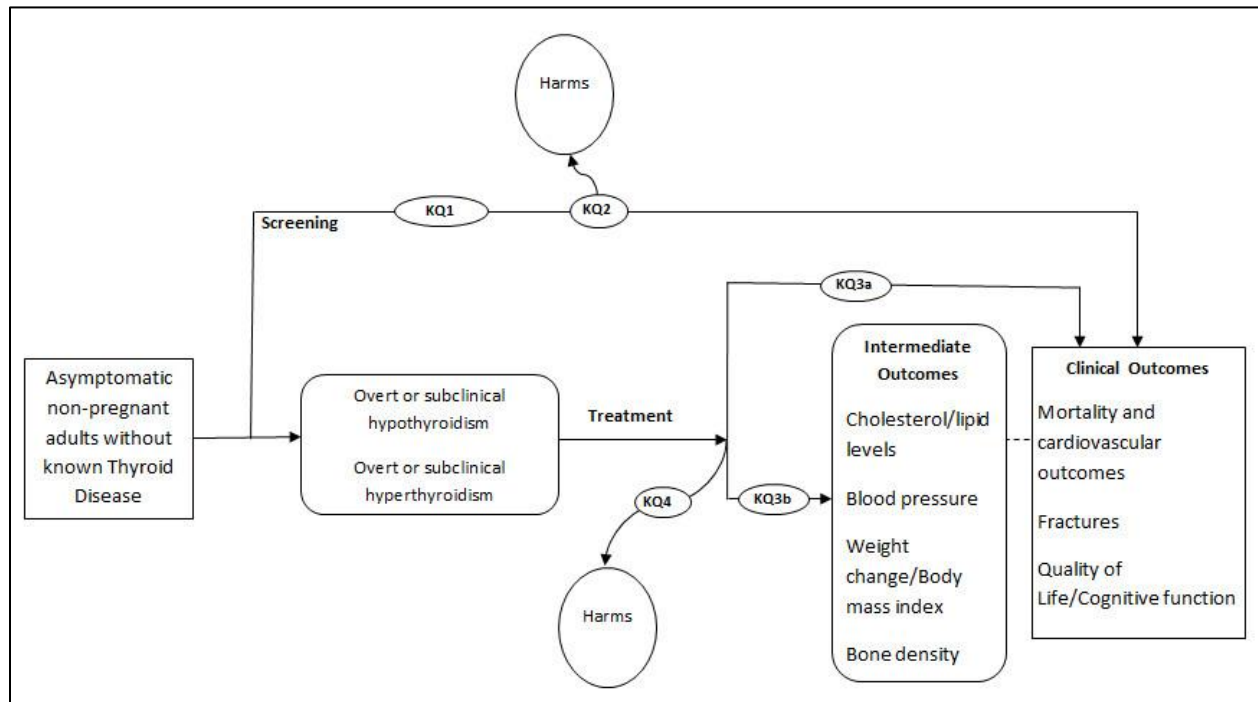 Harms
KQ1
KQ2
Screening
KQ3a
Asymptomatic
non-pregnant
adults without
known Thyroid
Disease
Overt or subclinical
hypothyroidism
Overt or subclinical
hyperthyroidism
Treatment
KQ4
Harms
KQ3b
Intermediate
Outcomes
Cholesterol/lipid
levels
Blood pressure
Weight
change/Body
mass index
Bone density
Clinical Outcomes
Mortality and
cardiovascular
outcomes
Fractures
Quality of
Life/Cognitive function